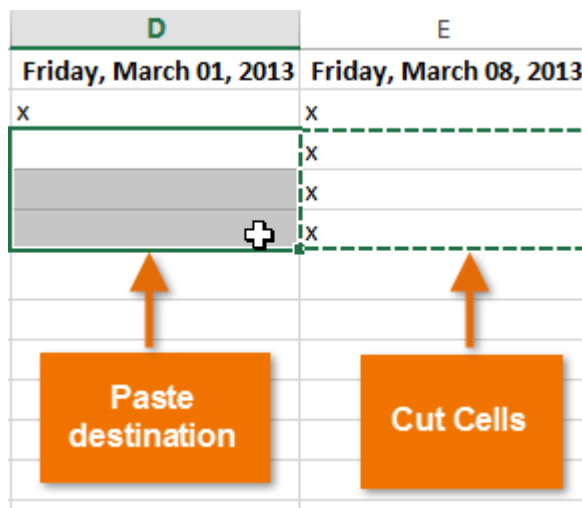 D E
Friday, March 01, 2013 Friday, March 08, 2013
x x
x
x
x
Paste
destination
Cut Cells